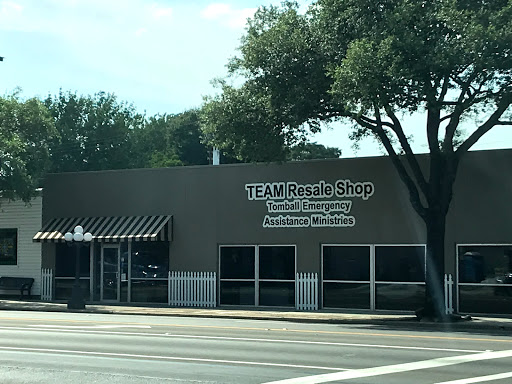 TEAM Resale Shop
Tomball Emergency
Assistance Ministries